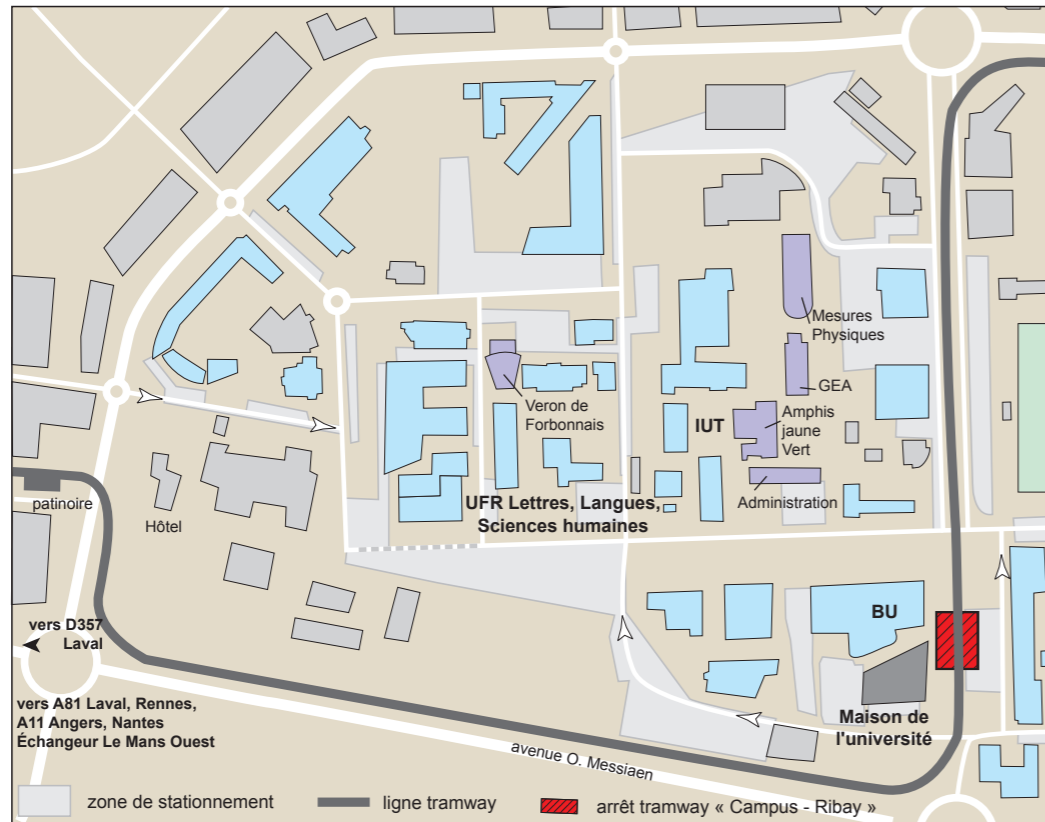 Mesures
Physiques
GEA
Veron de
Forbonnais
IUT
Amphis
jaune
Vert
patinoire
Hôtel
UFR Lettres, Langues,
Sciences humaines
Administration
BU
vers D357
Laval
vers A81 Laval, Rennes,
A11 Angers, Nantes
Échangeur Le Mans Ouest
Maison de
l'université
avenue O. Messiaen
zone de stationnement
ligne tramway
arrêt tramway « Campus - Ribay »